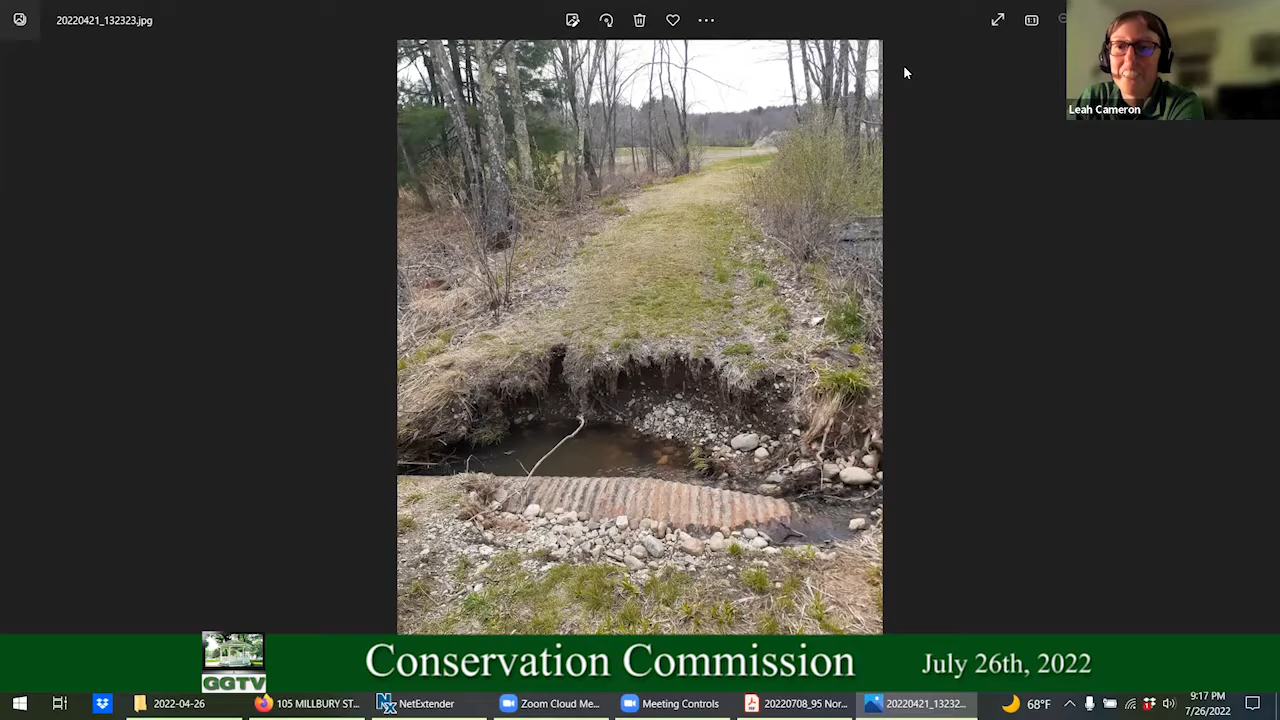 20220421_132323.jpg
Leah Cameron
GGTV
Conservation Commission
July 26th, 2022
2022-04-26
105 MILLBURY ST...
NetExtender
Zoom Cloud Me...
Meeting Controls
20220708_95 Nor...
20220421_13232...
68°F
9:17 PM
7/26/2022